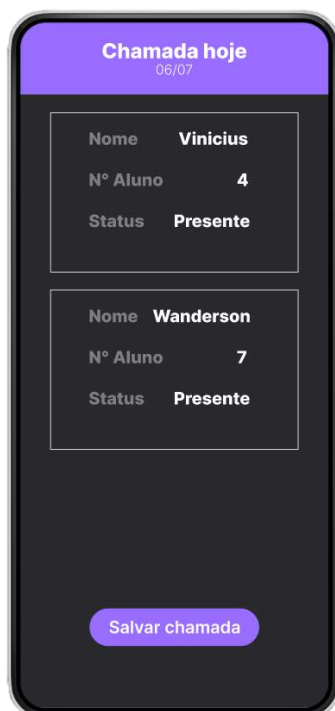 Chamada hoje
06/07
Nome Vinicius
N° Aluno 4
Status Presente
Nome Wanderson
N° Aluno 7
Status Presente
Salvar chamada